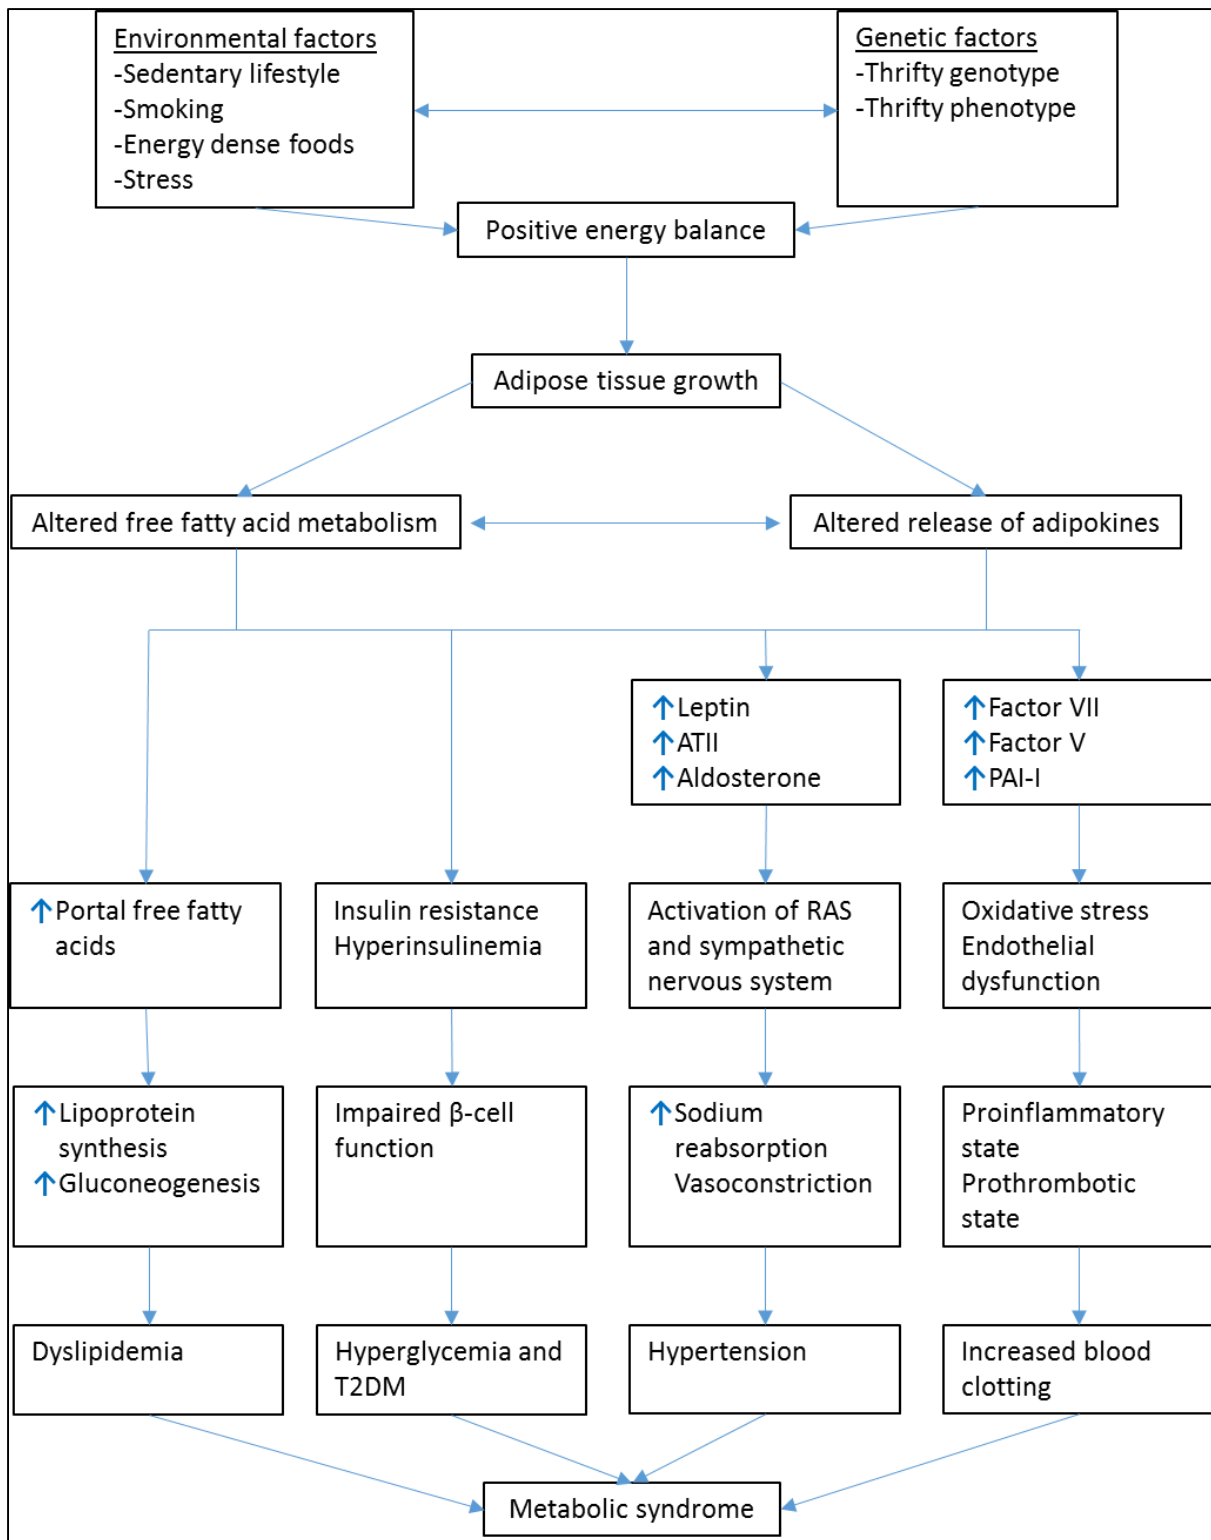 Environmental factors
-Sedentary lifestyle
-Smoking
-Energy dense foods
-Stress
Genetic factors
-Thrifty genotype
-Thrifty phenotype
Positive energy balance
Adipose tissue growth
Altered free fatty acid metabolism
Altered release of adipokines
↑Leptin
↑ATII
↑Aldosterone
↑Factor VII
↑Factor V
↑PAI-I
↑Portal free fatty
acids
Insulin resistance
Hyperinsulinemia
Activation of RAS
and sympathetic
nervous system
Oxidative stress
Endothelial
dysfunction
↑Lipoprotein
synthesis
↑Gluconeogenesis
Impaired β-cell
function
↑Sodium
reabsorption
Vasoconstriction
Proinflammatory
state
Prothrombotic
state
Dyslipidemia
Hyperglycemia and
T2DM
Hypertension
Increased blood
clotting
Metabolic syndrome